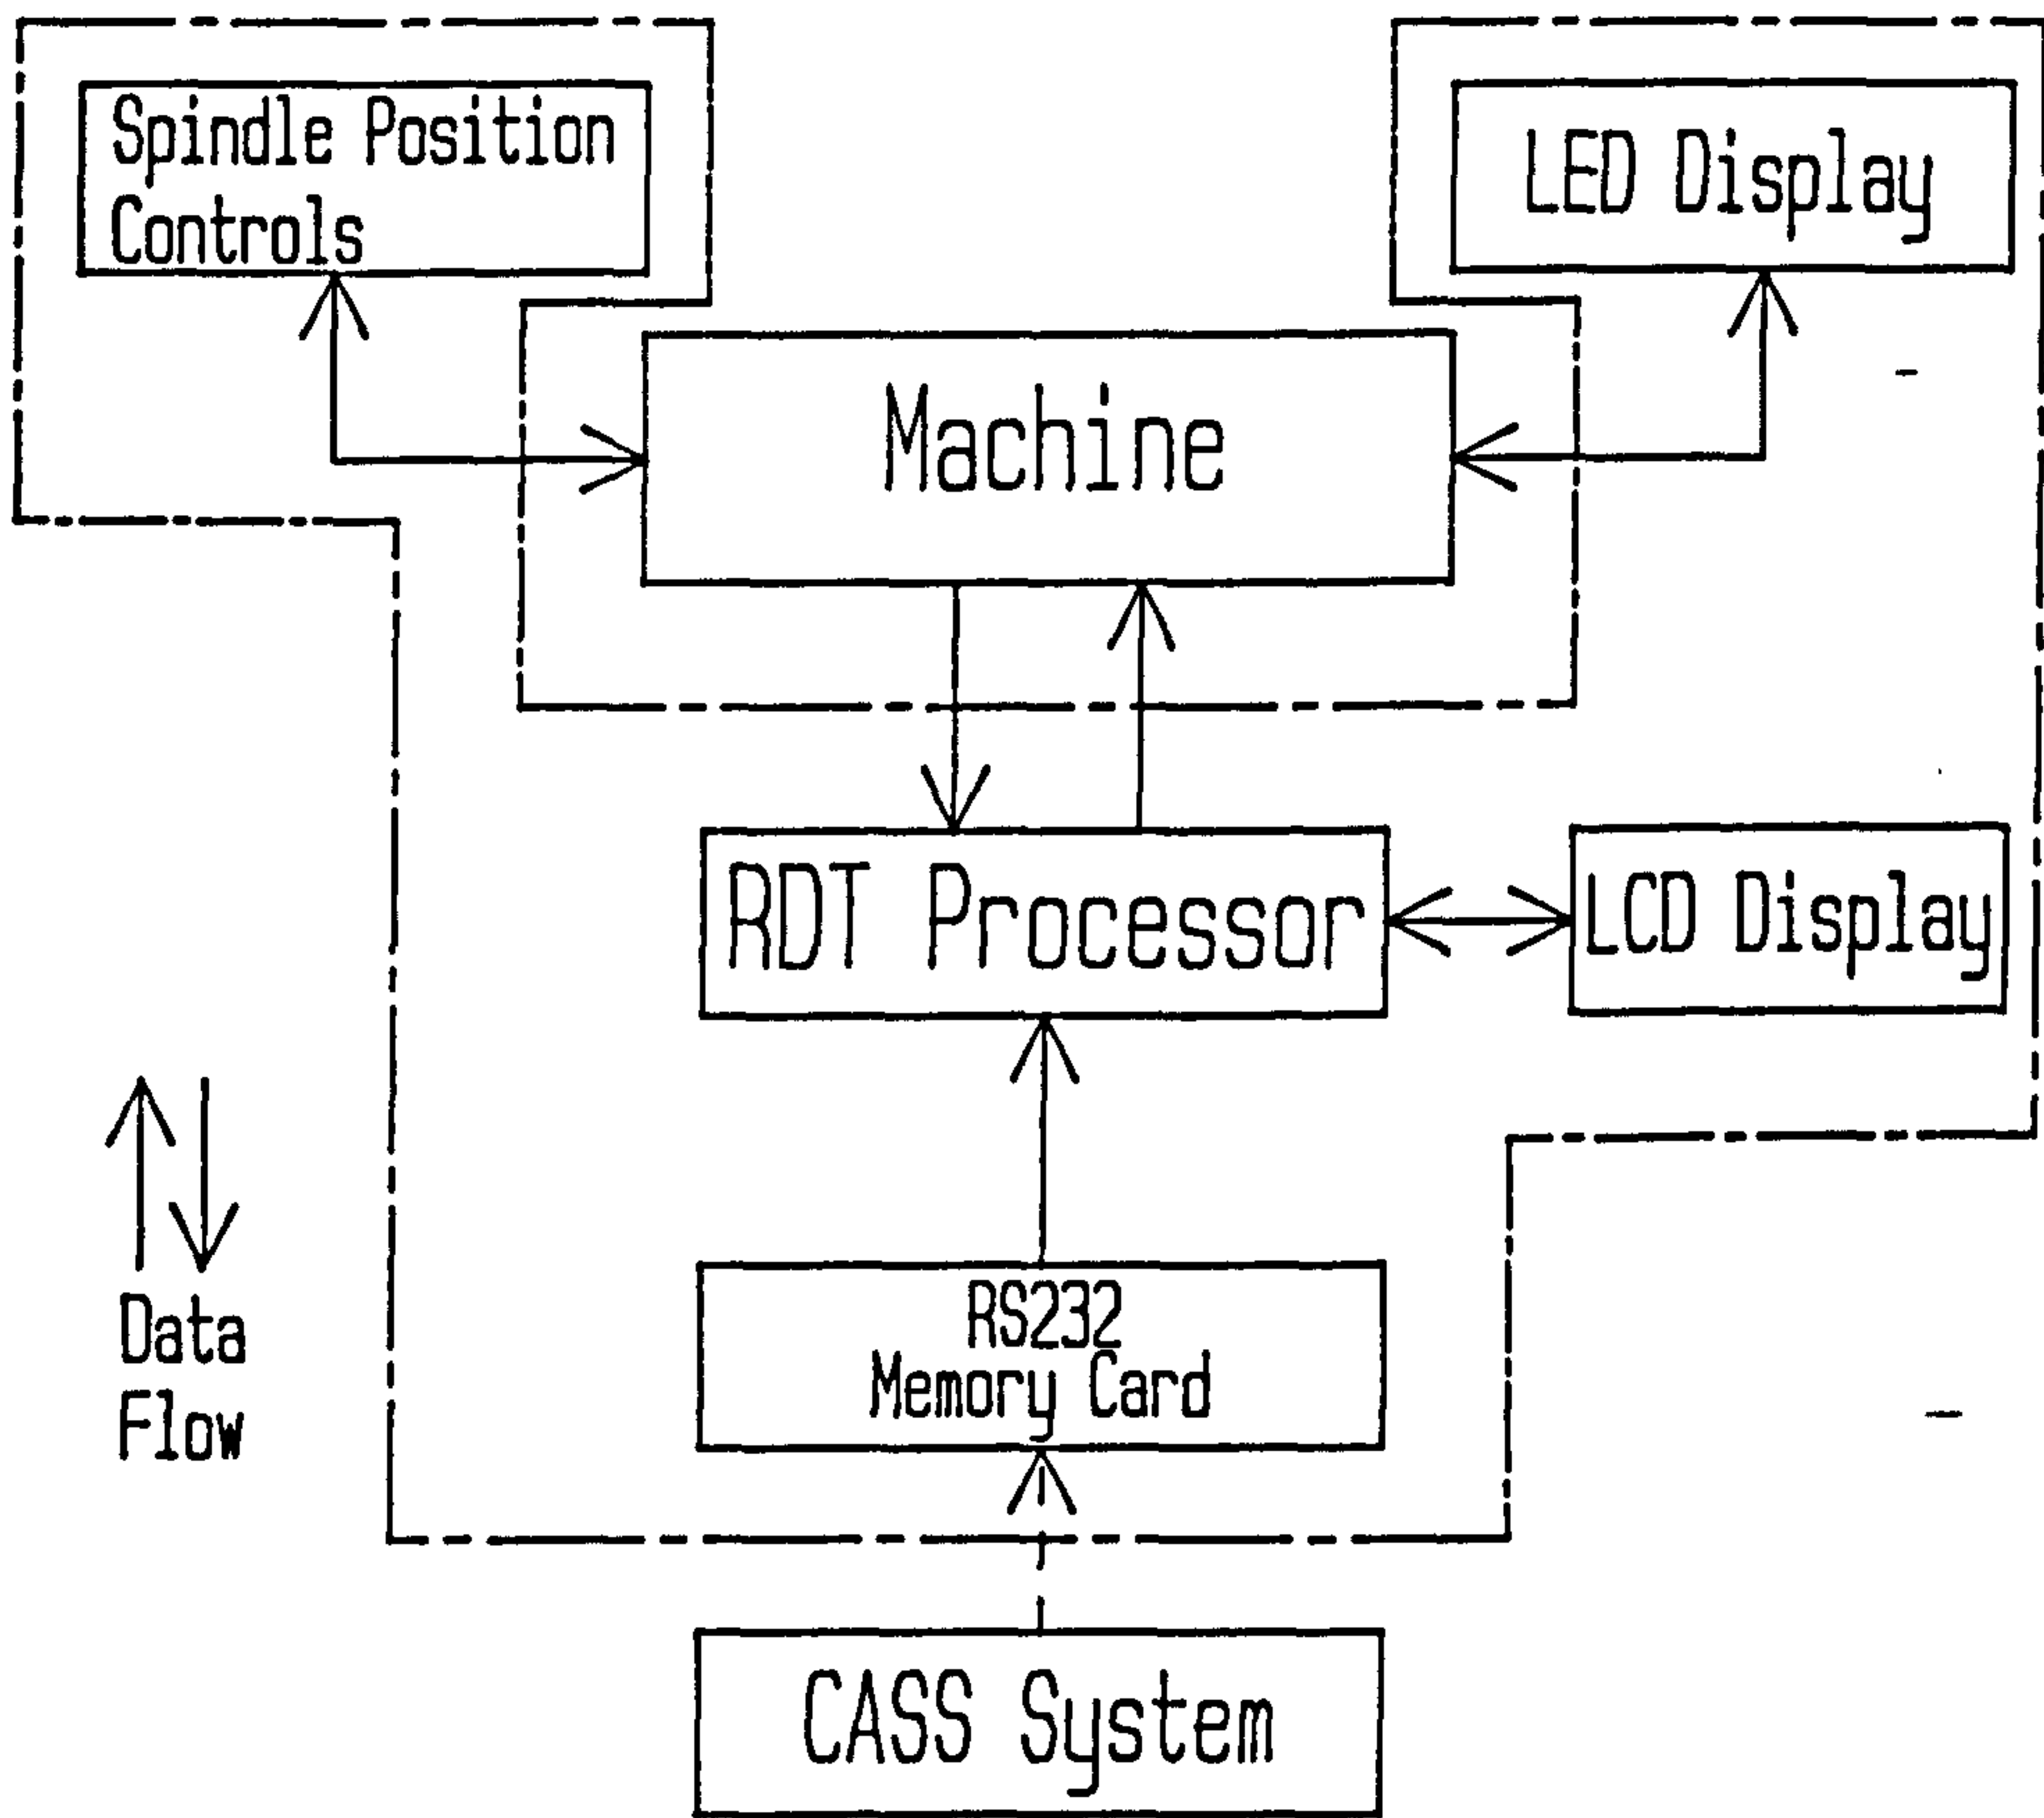 Spindle Position
Controls
LED Display
Machine
RDT Processor
LCD Display
RS232
Memory Card
Data
Flow
CASS System